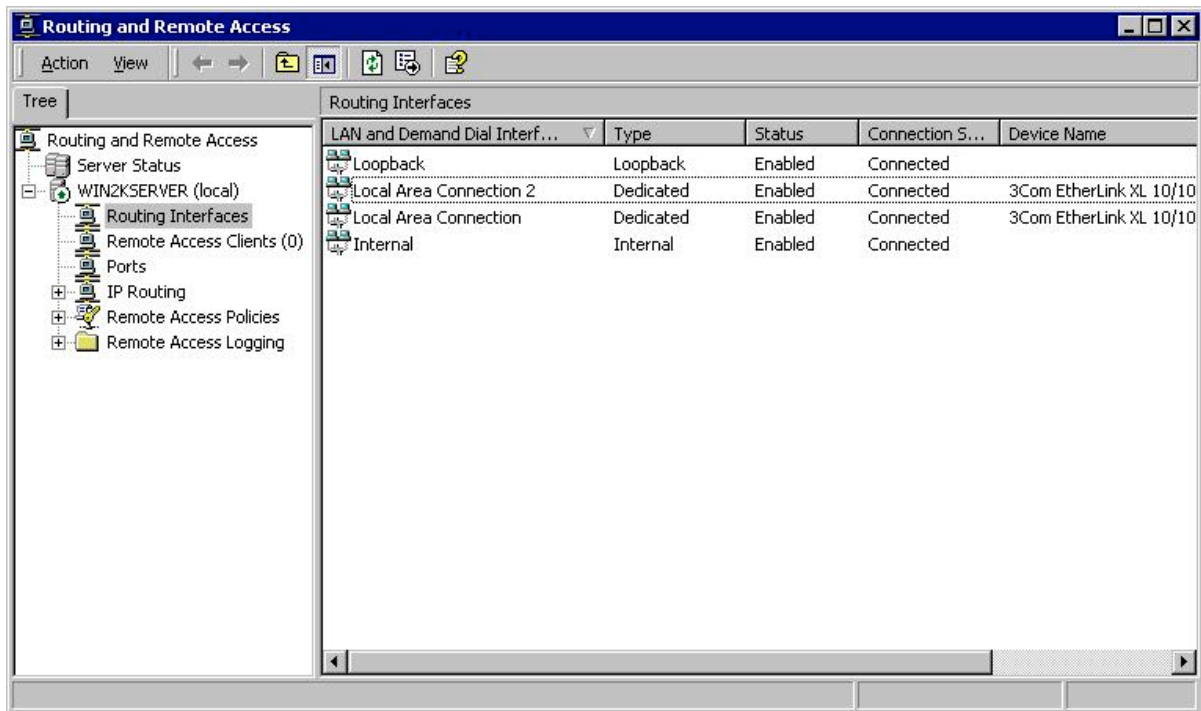 Routing and Remote Access
Action View
Tree
Routing Interfaces
Routing and Remote Access
Server Status
WIN2KSERVER (local)
Routing Interfaces
Remote Access Clients (0)
Ports
IP Routing
Remote Access Policies
Remote Access Logging
LAN and Demand Dial Interf... Type Status Connection S... Device Name
Loopback Loopback Enabled Connected
Local Area Connection 2 Dedicated Enabled Connected 3Com EtherLink XL 10/10
Local Area Connection Dedicated Enabled Connected 3Com EtherLink XL 10/10
Internal Internal Enabled Connected